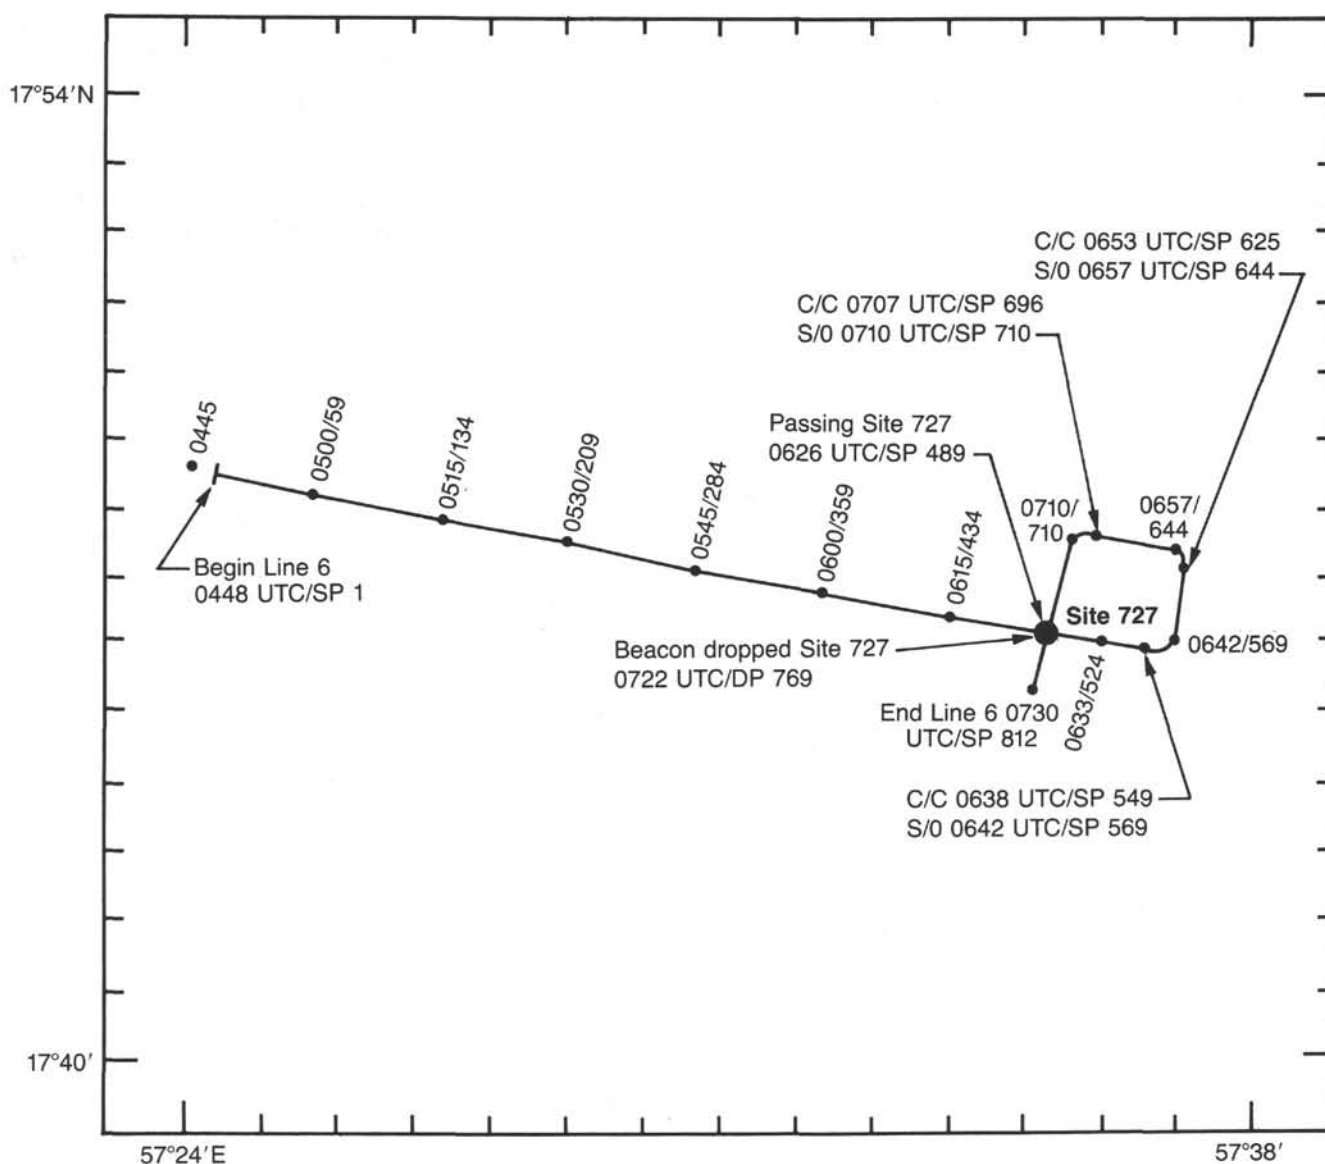 17°54'N
C/C 0653 UTC/SP 625
S/0 0657 UTC/SP 644
C/C 0707 UTC/SP 696
S/0 0710 UTC/SP 710
Passing Site 727
0626 UTC/SP 489
0445
0500/59
0515/134
0530/209
0545/284
0600/359
0615/434
0710/
710
0657/
644
Begin Line 6
0448 UTC/SP 1
Site 727
0642/569
Beacon dropped Site 727
0722 UTC/DP 769
0633/524
End Line 6 0730
UTC/SP 812
C/C 0638 UTC/SP 549
S/0 0642 UTC/SP 569
17°40'
57°24'E
57°38'